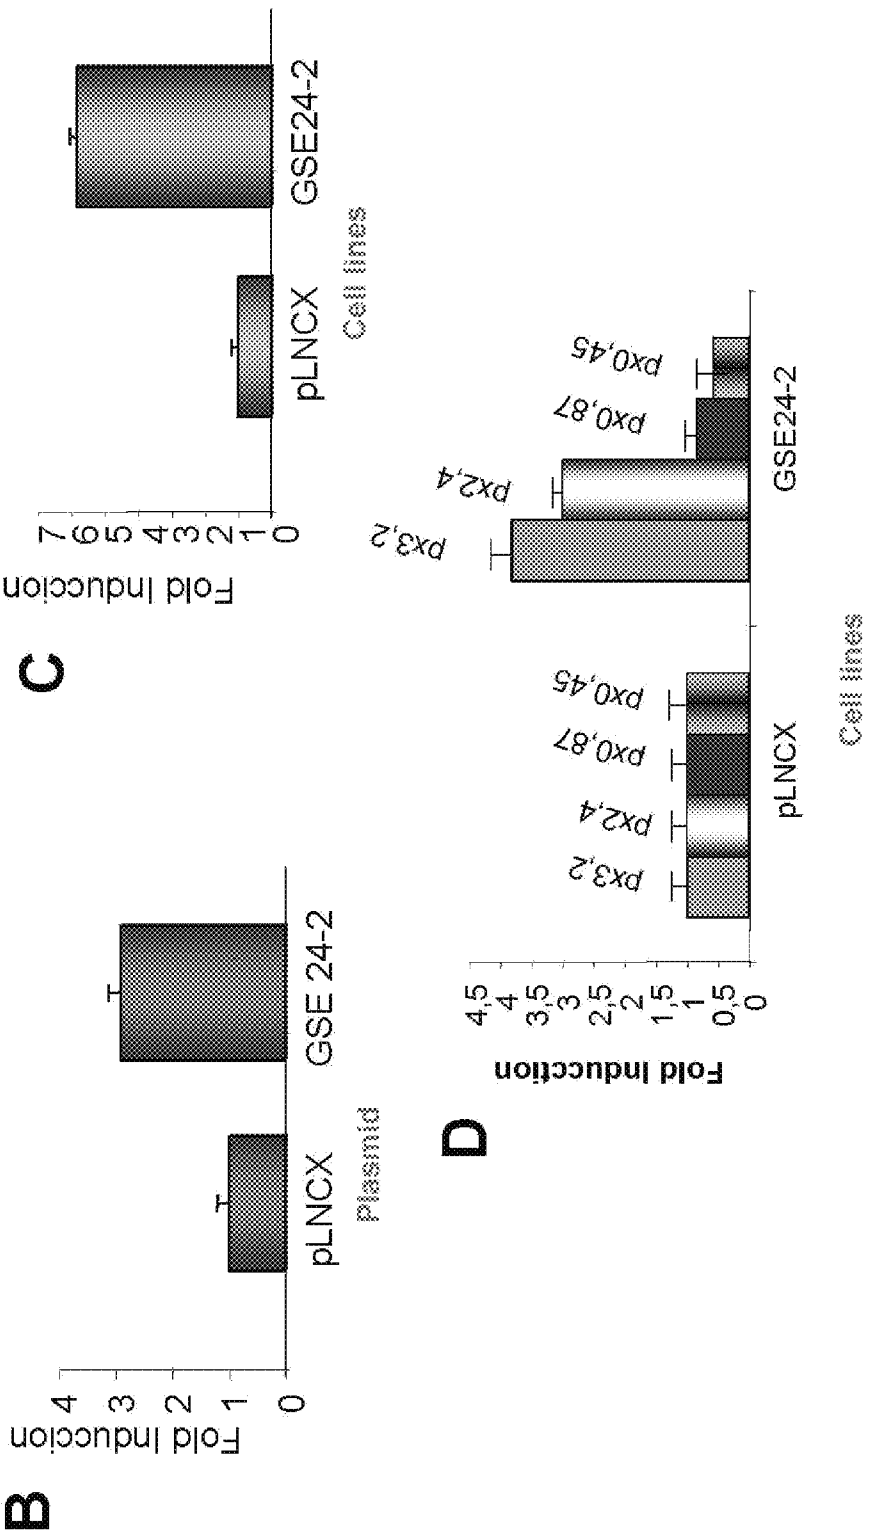 B
Fold Induccion
4
3
2
1
0
pLNCX
GSE 24-2
Plasmid
C
Fold Induccion
7
6
5
4
3
2
1
0
pLNCX
GSE24-2
Cell lines
D
Fold Inducction
4,5
4
3,5
3
2,5
2
1,5
1
0,5
0
px3,2
px2,4
px0,87
px0,45
px3,2
px2,4
px0,87
px0,45
pLNCX
GSE24-2
Cell lines